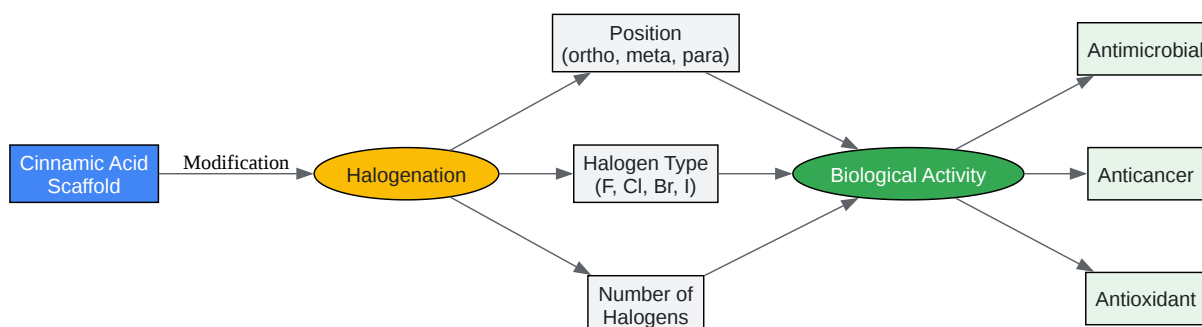 Cinnamic Acid
Scaffold
Modification
Halogenation
Position
(ortho, meta, para)
Halogen Type
(F, Cl, Br, I)
Number of
Halogens
Biological Activity
Antimicrobial
Anticancer
Antioxidant